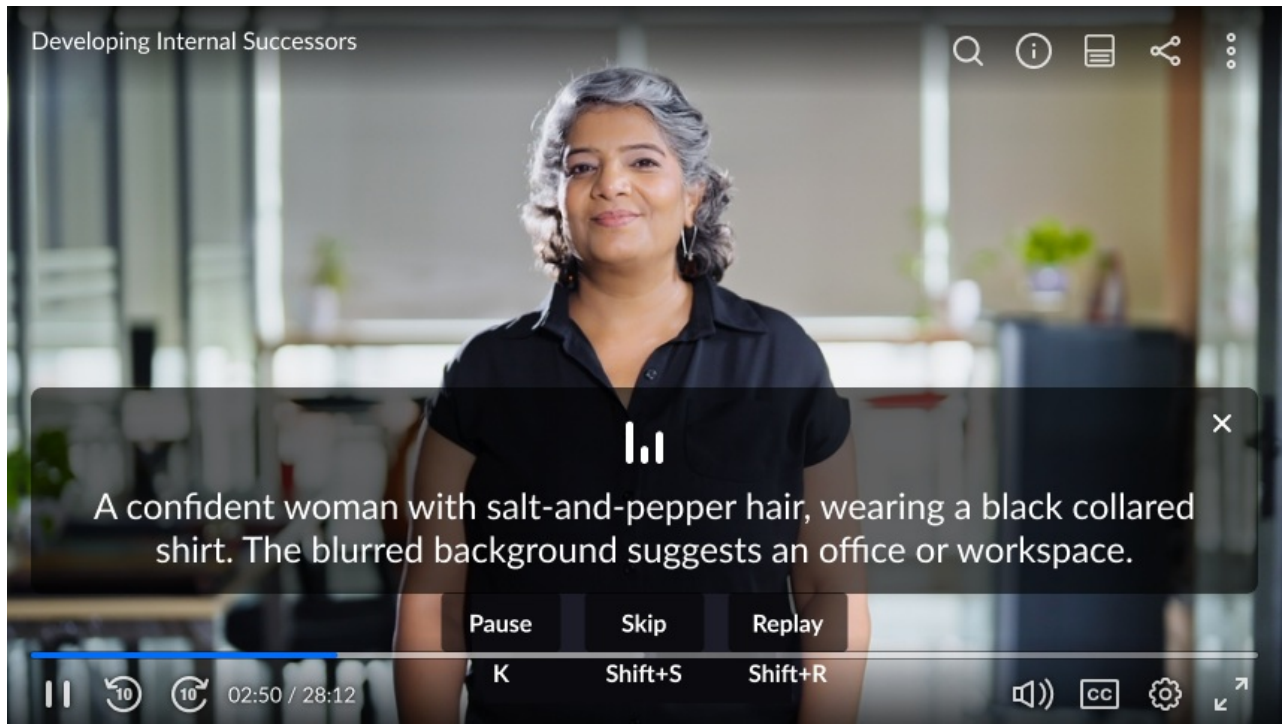 Developing Internal Successors
A confident woman with salt-and-pepper hair, wearing a black collared
shirt. The blurred background suggests an office or workspace.
Pause Skip Replay
K Shift+S Shift+R
10 10 02:50 / 28:12 CC